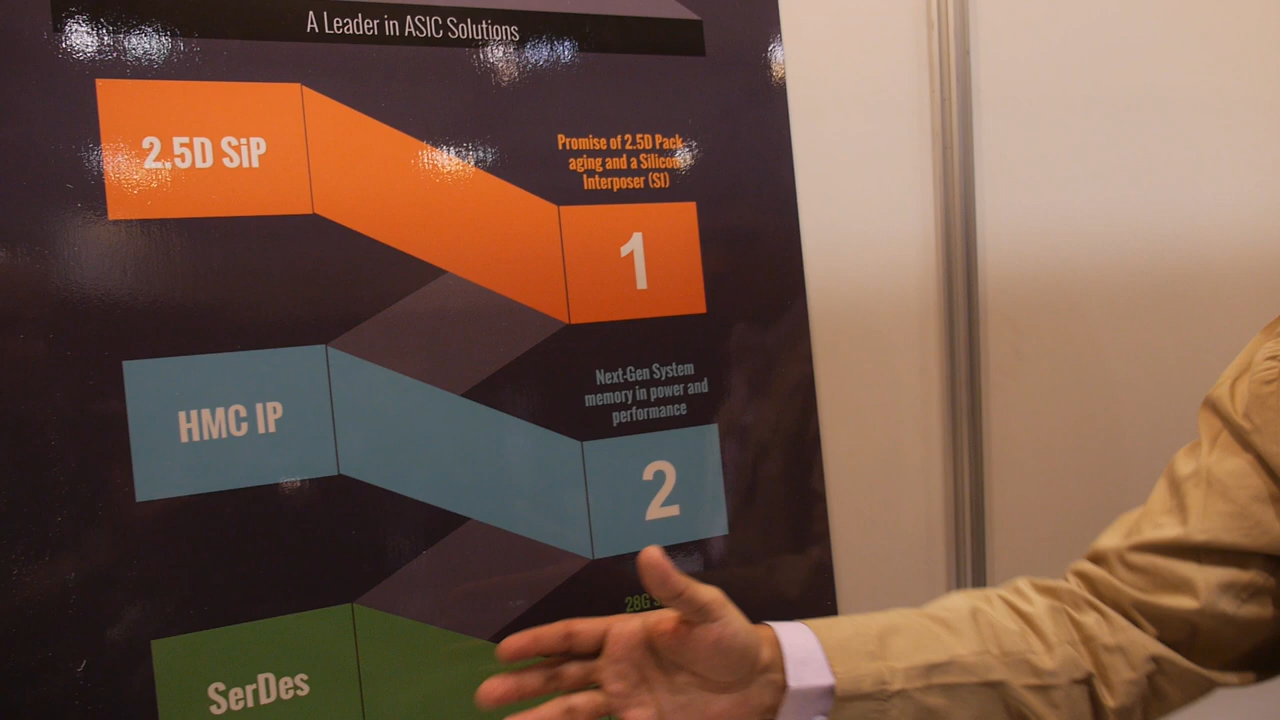 A Leader in ASIC Solutions
2.5D SiP
Promise of 2.5D Pack
aging and a Silicon
Interposer (SI)
1
HMC IP
Next-Gen System
memory in power and
performance
2
28G
SerDes